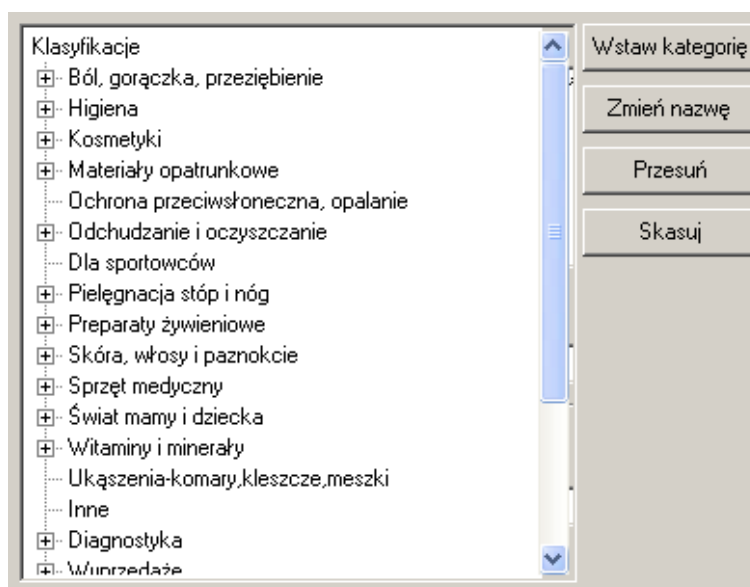 Klasyfikacje
Ból, gorączka, przeziębienie
Higiena
Kosmetyki
Materiały opatrunkowe
Ochrona przeciwsłoneczna, opalanie
Odchudzanie i oczyszczanie
Dla sportowców
Pielęgnacja stóp i nóg
Preparaty żywieniowe
Skóra, włosy i paznokcie
Sprzęt medyczny
Świat mamy i dziecka
Witaminy i minerały
Ukąszenia-komary,kleszcze,meszki
Inne
Diagnostyka
Wyprzedaże
Wstaw kategorię
Zmień nazwę
Przesuń
Skasuj